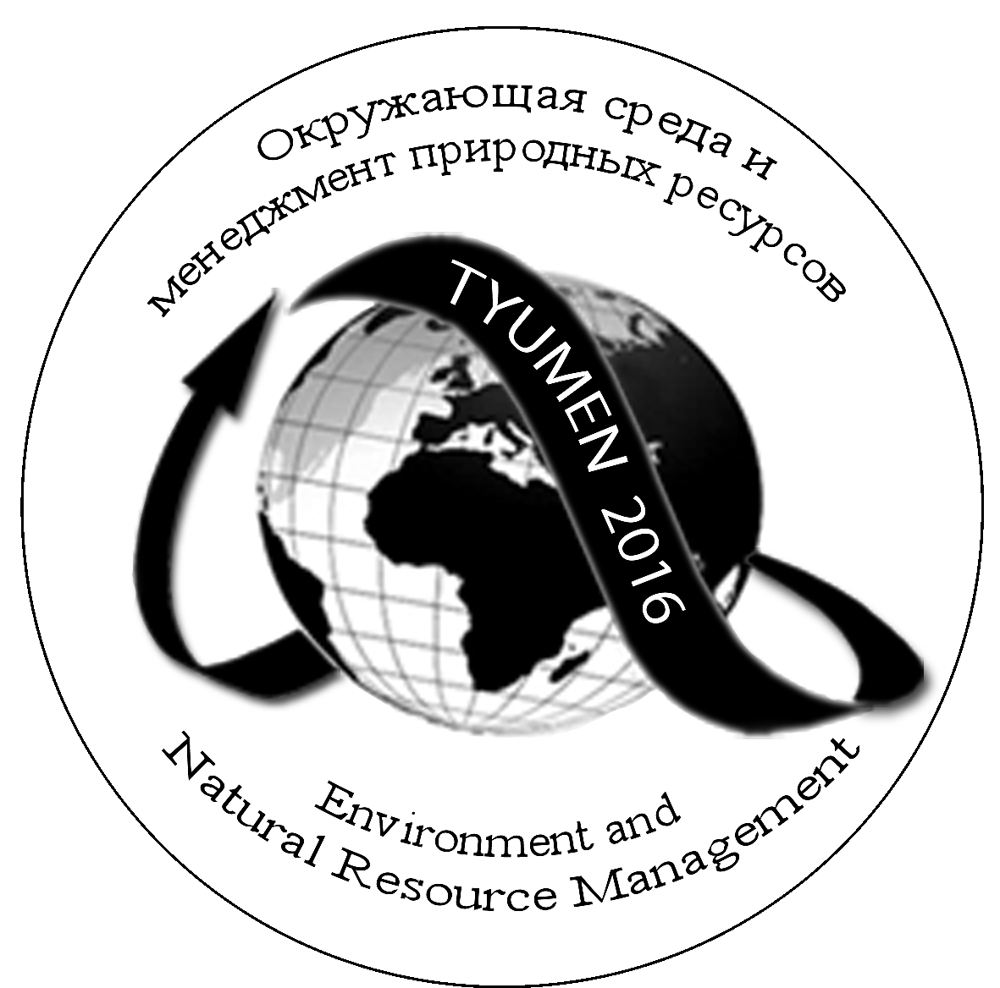 Окружающая среда и
менеджмент природных ресурсов
TYUMEN 2016
Environment and
Natural Resource Management